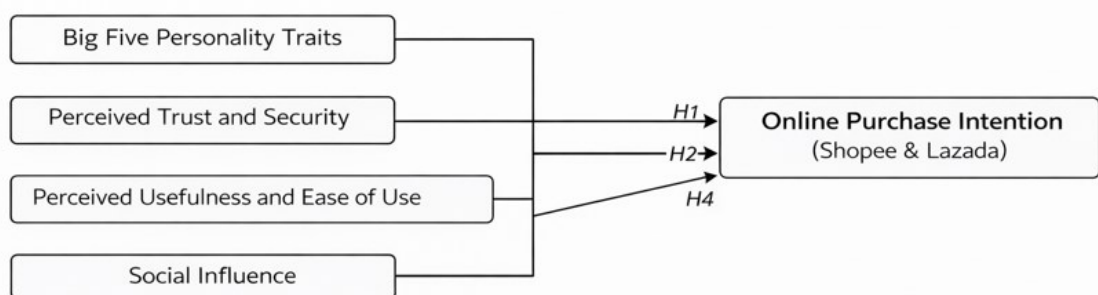 Big Five Personality Traits
Perceived Trust and Security
H1
Online Purchase Intention
(Shopee & Lazada)
H2
Perceived Usefulness and Ease of Use
H4
Social Influence